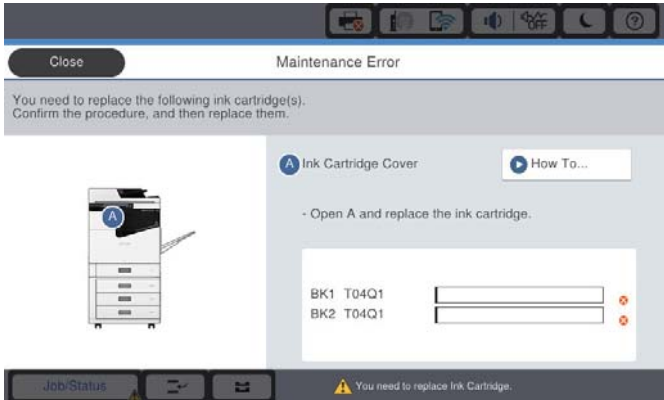 OFF
Close
Maintenance Error
You need to replace the following ink cartridge(s).
Confirm the procedure, and then replace them.
A Ink Cartridge Cover
How To...
A
- Open A and replace the ink cartridge.
BK1 T04Q1
BK2 T04Q1
Job/Status
You need to replace Ink Cartridge.